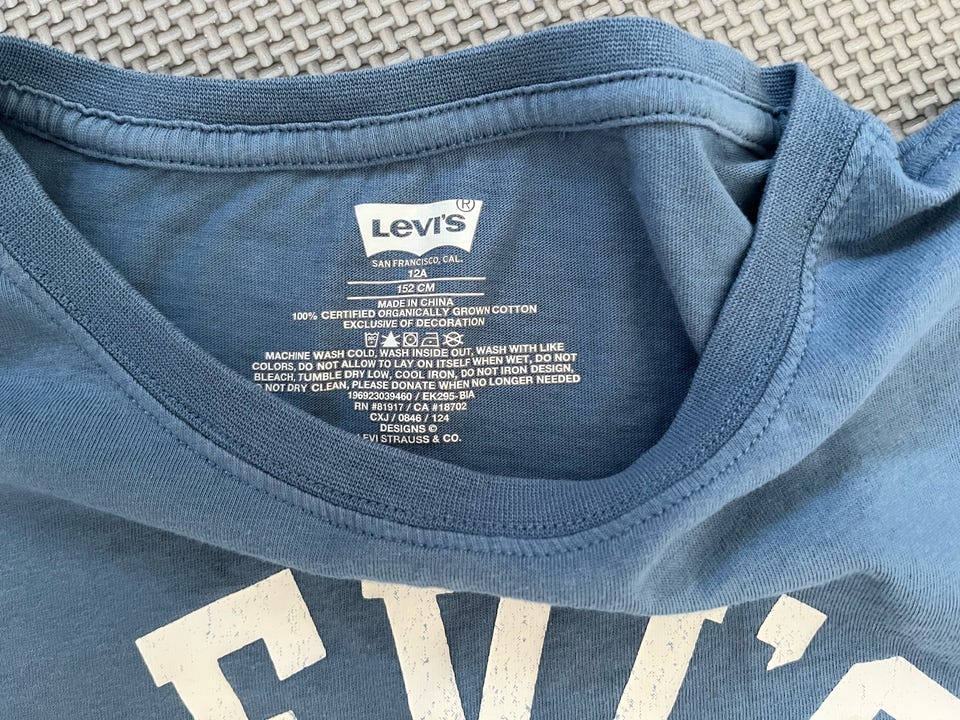 Levi's ®
SAN FRANCISCO, CAL.
12A
152 CM
MADE IN CHINA
100% CERTIFIED ORGANICALLY GROWN COTTON
EXCLUSIVE OF DECORATION
MACHINE WASH COLD, WASH INSIDE OUT, WASH WITH LIKE
COLORS, DO NOT ALLOW TO LAY ON ITSELF WHEN WET, DO NOT
BLEACH, TUMBLE DRY LOW, COOL IRON, DO NOT IRON DESIGN,
NOT DRY CLEAN, PLEASE DONATE WHEN NO LONGER NEEDED
196923039460 / EK295-BIA
RN #81917 / CA #18702
CXJ / 0846 / 124
DESIGNS ©
LEVI STRAUSS & CO.
EVI'S